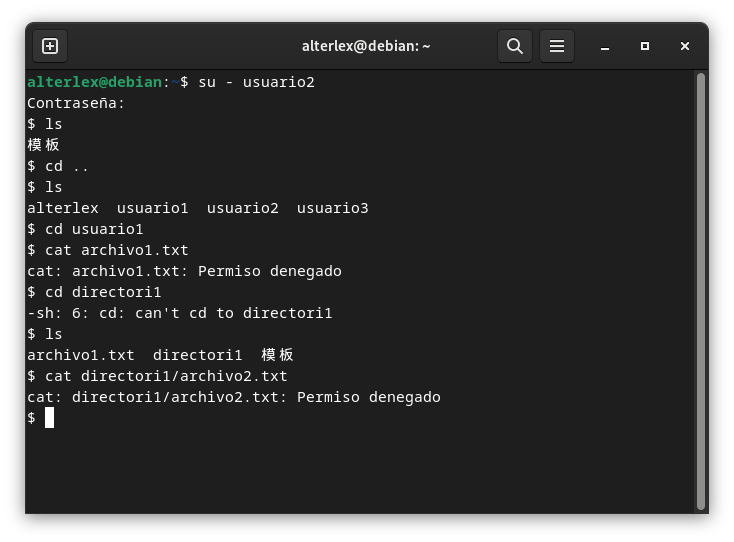 alterlex@debian: ~
alterlex@debian:~$ su - usuario2
Contraseña:
$ ls
模板
$ cd ..
$ ls
alterlex  usuario1  usuario2  usuario3
$ cd usuario1
$ cat archivo1.txt
cat: archivo1.txt: Permiso denegado
$ cd directori1
-sh: 6: cd: can't cd to directori1
$ ls
archivo1.txt  directori1  模板
$ cat directori1/archivo2.txt
cat: directori1/archivo2.txt: Permiso denegado
$